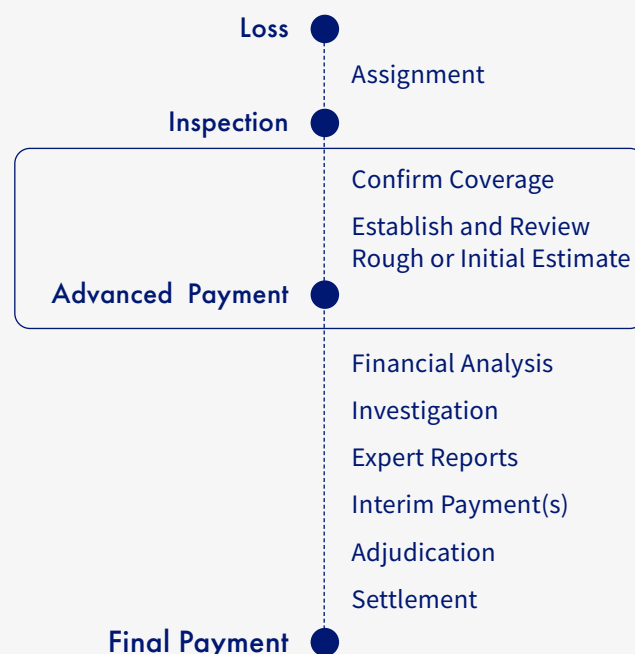 Loss
Assignment
Inspection
Confirm Coverage
Establish and Review
Rough or Initial Estimate
Advanced Payment
Financial Analysis
Investigation
Expert Reports
Interim Payment(s)
Adjudication
Settlement
Final Payment